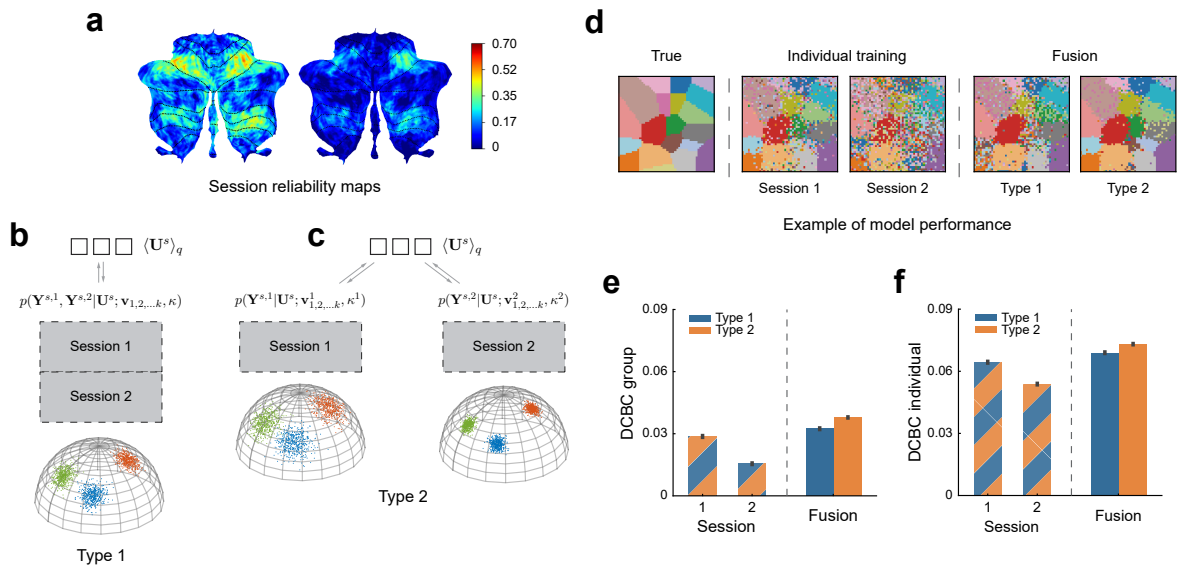 a
0.70
0.52
0.35
0.17
0
Session reliability maps
b
⟨U^s⟩_q
p(Y^{s,1}, Y^{s,2}|U^s; v_{1,2,...k}, κ)
Session 1
Session 2
Type 1
c
⟨U^s⟩_q
p(Y^{s,1}|U^s; v^1_{1,2,...k}, κ^1)
p(Y^{s,2}|U^s; v^2_{1,2,...k}, κ^2)
Session 1
Session 2
Type 2
d
True
Individual training
Fusion
Session 1
Session 2
Type 1
Type 2
Example of model performance
e
DCBC group
0.09
0.06
0.03
0
Type 1
Type 2
1
2
Session
Fusion
f
DCBC individual
0.09
0.06
0.03
0
Type 1
Type 2
1
2
Session
Fusion